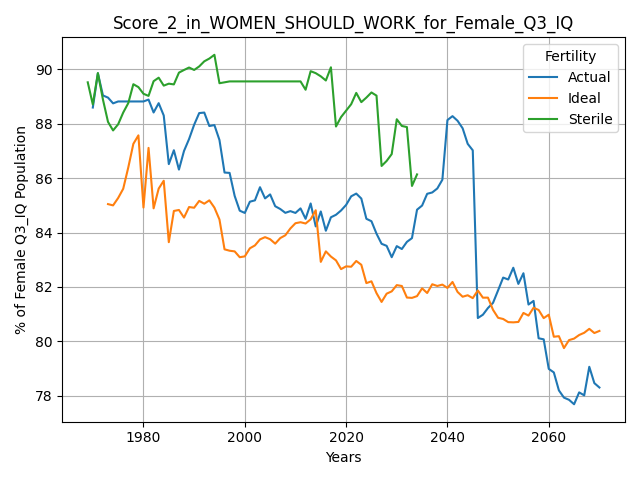 Score_2_in_WOMEN_SHOULD_WORK_for_Female_Q3_IQ
Fertility
Actual
Ideal
Sterile
% of Female Q3_IQ Population
90
88
86
84
82
80
78
1980
2000
2020
2040
2060
Years